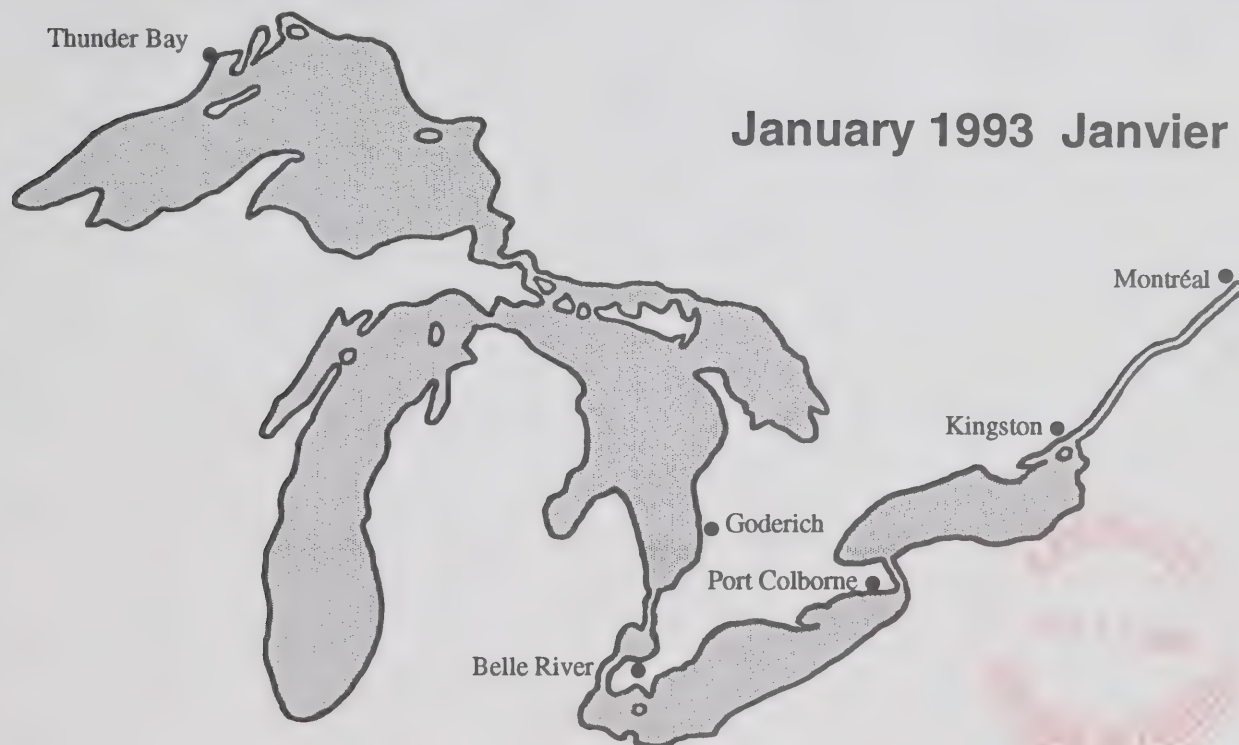 Thunder Bay
January 1993 Janvier
Montréal
Kingston
Goderich
Port Colborne
Belle River